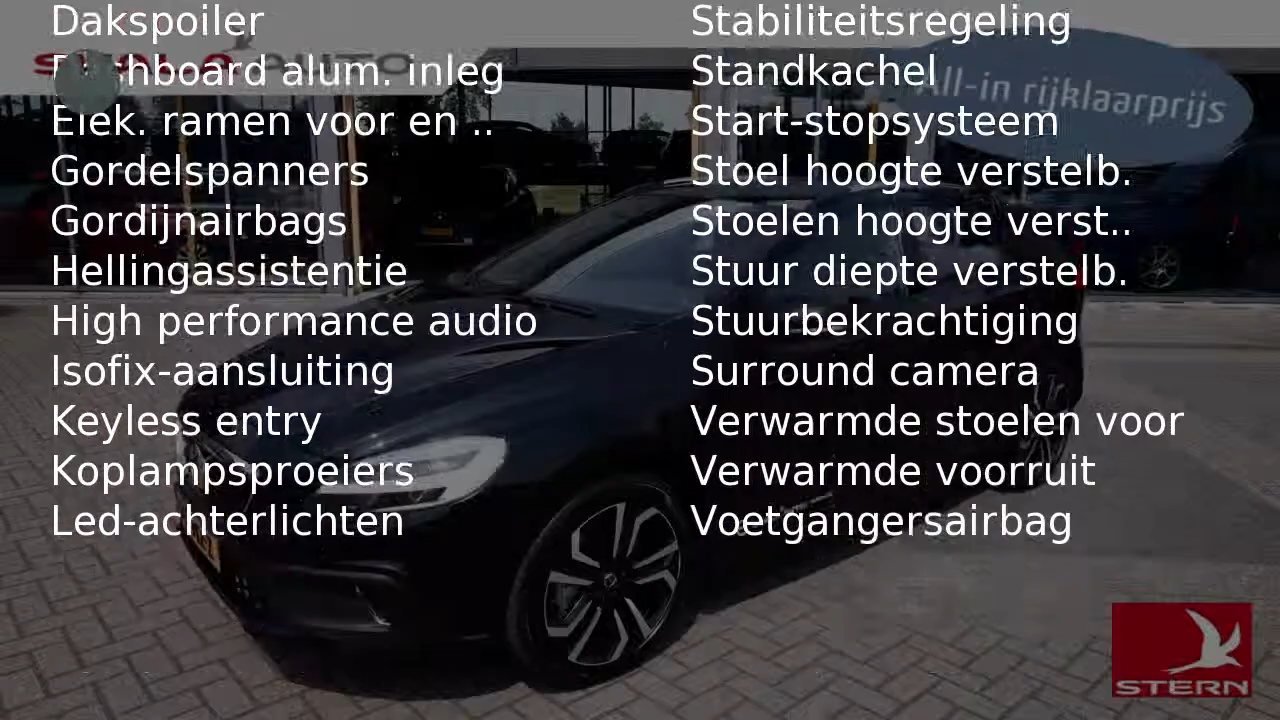 Dakspoiler
Dashboard alum. inleg
Elek. ramen voor en ..
Gordelspanners
Gordijnairbags
Hellingassistentie
High performance audio
Isofix-aansluiting
Keyless entry
Koplampsproeiers
Led-achterlichten
Stabiliteitsregeling
Standkachel
Start-stopsysteem
Stoel hoogte verstelb.
Stoelen hoogte verst..
Stuur diepte verstelb.
Stuurbekrachtiging
Surround camera
Verwarmde stoelen voor
Verwarmde voorruit
Voetgangersairbag
All-in rijklaarprijs
STERN